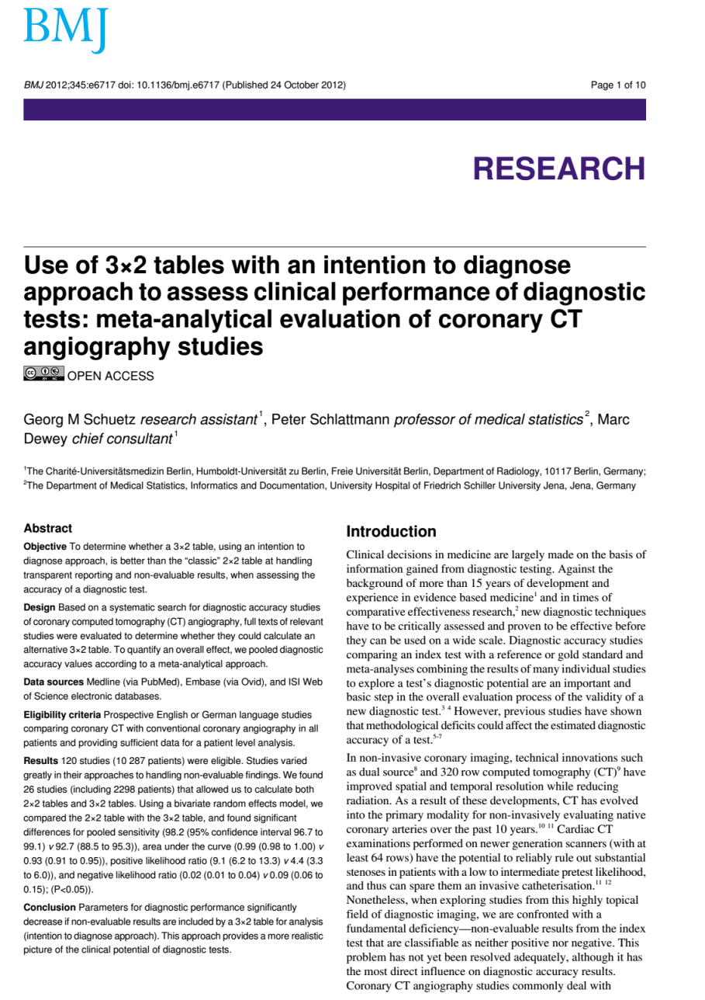 BMJ
BMJ 2012;345:e6717 doi: 10.1136/bmj.e6717 (Published 24 October 2012)
Page 1 of 10
RESEARCH
Use of 3×2 tables with an intention to diagnose
approach to assess clinical performance of diagnostic
tests: meta-analytical evaluation of coronary CT
angiography studies
cc BY NC OPEN ACCESS
Georg M Schuetz research assistant¹, Peter Schlattmann professor of medical statistics², Marc
Dewey chief consultant¹
¹The Charité-Universitätsmedizin Berlin, Humboldt-Universität zu Berlin, Freie Universität Berlin, Department of Radiology, 10117 Berlin, Germany;
²The Department of Medical Statistics, Informatics and Documentation, University Hospital of Friedrich Schiller University Jena, Jena, Germany
Abstract
Objective To determine whether a 3×2 table, using an intention to
diagnose approach, is better than the “classic” 2×2 table at handling
transparent reporting and non-evaluable results, when assessing the
accuracy of a diagnostic test.
Design Based on a systematic search for diagnostic accuracy studies
of coronary computed tomography (CT) angiography, full texts of relevant
studies were evaluated to determine whether they could calculate an
alternative 3×2 table. To quantify an overall effect, we pooled diagnostic
accuracy values according to a meta-analytical approach.
Data sources Medline (via PubMed), Embase (via Ovid), and ISI Web
of Science electronic databases.
Eligibility criteria Prospective English or German language studies
comparing coronary CT with conventional coronary angiography in all
patients and providing sufficient data for a patient level analysis.
Results 120 studies (10 287 patients) were eligible. Studies varied
greatly in their approaches to handling non-evaluable findings. We found
26 studies (including 2298 patients) that allowed us to calculate both
2×2 tables and 3×2 tables. Using a bivariate random effects model, we
compared the 2×2 table with the 3×2 table, and found significant
differences for pooled sensitivity (98.2 (95% confidence interval 96.7 to
99.1) v 92.7 (88.5 to 95.3)), area under the curve (0.99 (0.98 to 1.00) v
0.93 (0.91 to 0.95)), positive likelihood ratio (9.1 (6.2 to 13.3) v 4.4 (3.3
to 6.0)), and negative likelihood ratio (0.02 (0.01 to 0.04) v 0.09 (0.06 to
0.15); (P<0.05)).
Conclusion Parameters for diagnostic performance significantly
decrease if non-evaluable results are included by a 3×2 table for analysis
(intention to diagnose approach). This approach provides a more realistic
picture of the clinical potential of diagnostic tests.
Introduction
Clinical decisions in medicine are largely made on the basis of
information gained from diagnostic testing. Against the
background of more than 15 years of development and
experience in evidence based medicine¹ and in times of
comparative effectiveness research,² new diagnostic techniques
have to be critically assessed and proven to be effective before
they can be used on a wide scale. Diagnostic accuracy studies
comparing an index test with a reference or gold standard and
meta-analyses combining the results of many individual studies
to explore a test’s diagnostic potential are an important and
basic step in the overall evaluation process of the validity of a
new diagnostic test.³ ⁴ However, previous studies have shown
that methodological deficits could affect the estimated diagnostic
accuracy of a test.⁵⁻⁷
In non-invasive coronary imaging, technical innovations such
as dual source⁸ and 320 row computed tomography (CT)⁹ have
improved spatial and temporal resolution while reducing
radiation. As a result of these developments, CT has evolved
into the primary modality for non-invasively evaluating native
coronary arteries over the past 10 years.¹⁰ ¹¹ Cardiac CT
examinations performed on newer generation scanners (with at
least 64 rows) have the potential to reliably rule out substantial
stenoses in patients with a low to intermediate pretest likelihood,
and thus can spare them an invasive catheterisation.¹¹ ¹²
Nonetheless, when exploring studies from this highly topical
field of diagnostic imaging, we are confronted with a
fundamental deficiency—non-evaluable results from the index
test that are classifiable as neither positive nor negative. This
problem has not yet been resolved adequately, although it has
the most direct influence on diagnostic accuracy results.
Coronary CT angiography studies commonly deal with